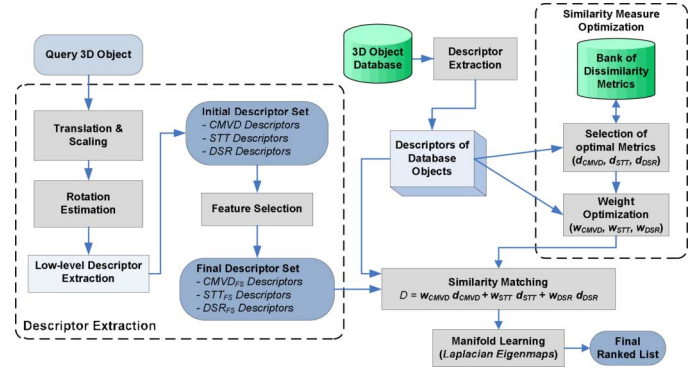 Query 3D Object
Translation &
Scaling
Rotation
Estimation
Low-level Descriptor
Extraction
Initial Descriptor Set
- CMVD Descriptors
- STT Descriptors
- DSR Descriptors
Feature Selection
Final Descriptor Set
- CMVD_FS Descriptors
- STT_FS Descriptors
- DSR_FS Descriptors
Descriptor Extraction
3D Object
Database
Descriptor
Extraction
Descriptors of
Database
Objects
Similarity Measure
Optimization
Bank of
Dissimilarity
Metrics
Selection of
optimal Metrics
(d_CMVD, d_STT, d_DSR)
Weight
Optimization
(w_CMVD, w_STT, w_DSR)
Similarity Matching
D = w_CMVD d_CMVD + w_STT d_STT + w_DSR d_DSR
Manifold Learning
(Laplacian Eigenmaps)
Final
Ranked List